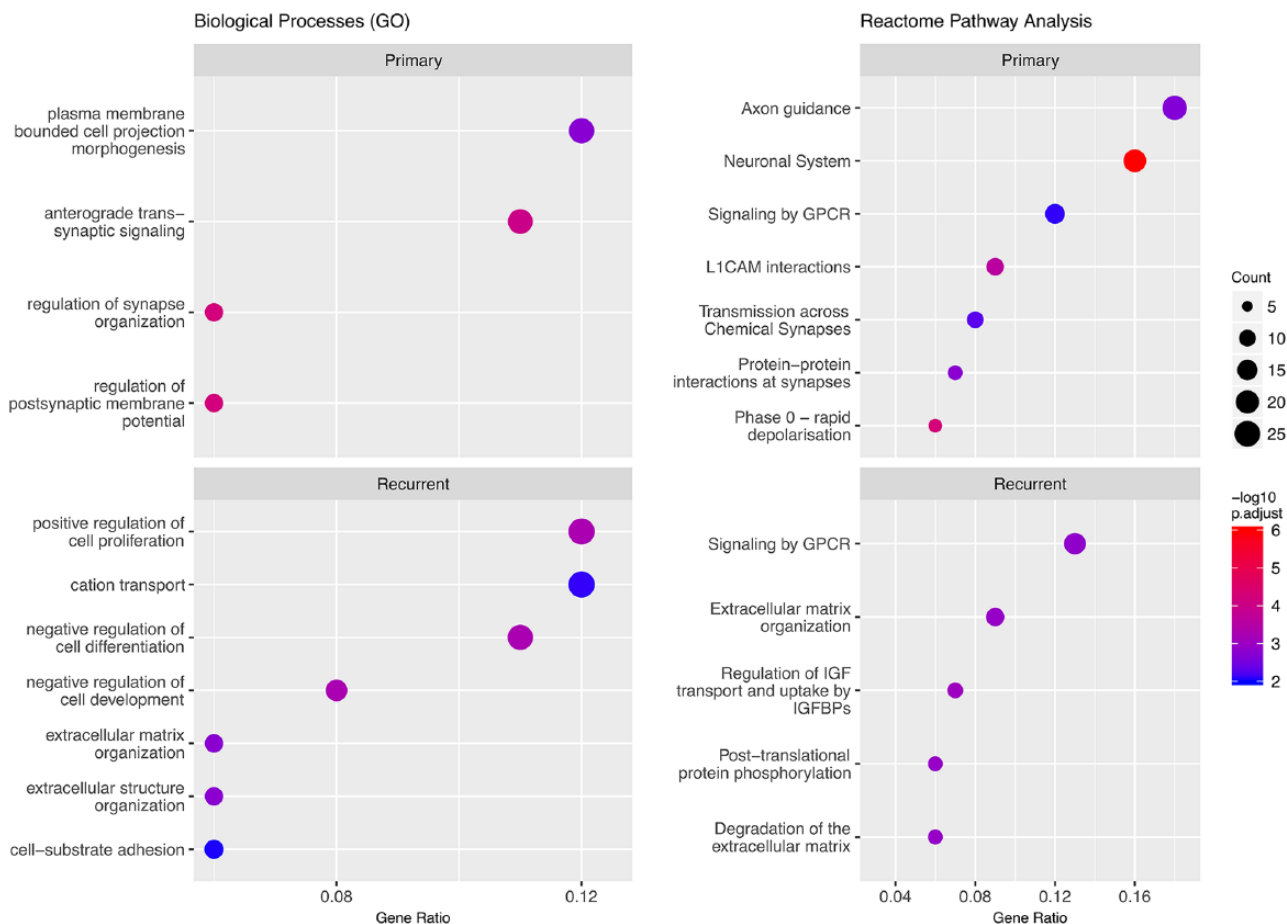 Biological Processes (GO)
Primary
plasma membrane
bounded cell projection
morphogenesis
anterograde trans−
synaptic signaling
regulation of synapse
organization
regulation of
postsynaptic membrane
potential
Recurrent
positive regulation of
cell proliferation
cation transport
negative regulation of
cell differentiation
negative regulation of
cell development
extracellular matrix
organization
extracellular structure
organization
cell−substrate adhesion
0.08 0.12
Gene Ratio
Reactome Pathway Analysis
Primary
Axon guidance
Neuronal System
Signaling by GPCR
L1CAM interactions
Transmission across
Chemical Synapses
Protein−protein
interactions at synapses
Phase 0 − rapid
depolarisation
Recurrent
Signaling by GPCR
Extracellular matrix
organization
Regulation of IGF
transport and uptake by
IGFBPs
Post−translational
protein phosphorylation
Degradation of the
extracellular matrix
0.04 0.08 0.12 0.16
Gene Ratio
Count
5
10
15
20
25
−log10
p.adjust
6
5
4
3
2